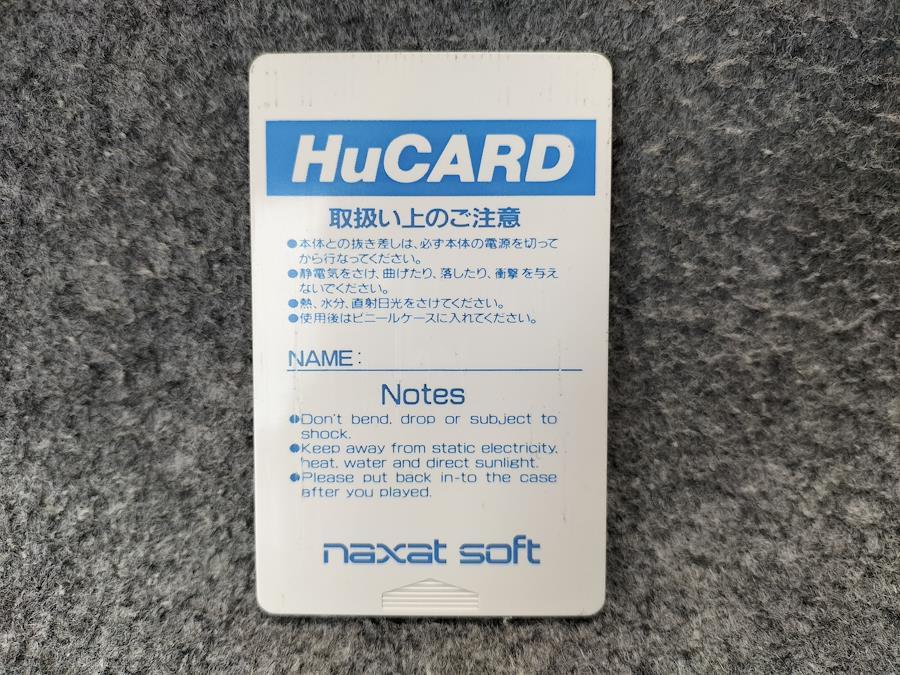 HuCARD
取扱い上のご注意
●本体との抜き差しは、必ず本体の電源を切って
から行なってください。
●静電気をさけ、曲げたり、落したり、衝撃を与え
ないでください。
●熱、水分、直射日光をさけてください。
●使用後はビニールケースに入れてください。
NAME:
Notes
●Don't bend, drop or subject to
shock.
●Keep away from static electricity,
heat, water and direct sunlight.
●Please put back in-to the case
after you played.
naxat soft